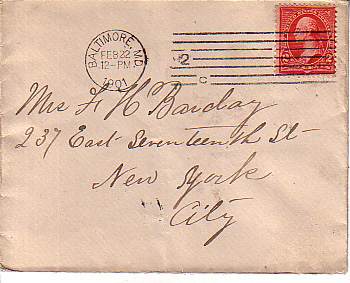 BALTIMORE, MD.
FEB 22
12-PM
1901
2
C
Mrs F H Barclay
237 East Seventeenth St
New York
City